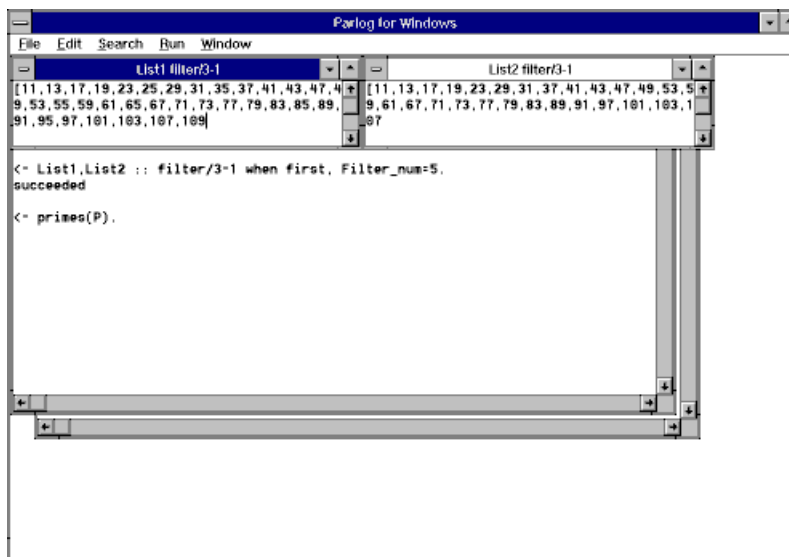 Parlog for Windows
File Edit Search Run Window
List1 filter/3-1
[11,13,17,19,23,25,29,31,35,37,41,43,47,4
9,53,55,59,61,65,67,71,73,77,79,83,85,89,
91,95,97,101,103,107,109
List2 filter/3-1
[11,13,17,19,23,29,31,37,41,43,47,49,53,5
9,61,67,71,73,77,79,83,89,91,97,101,103,1
07
<- List1,List2 :: filter/3-1 when first, Filter_num=5.
succeeded
<- primes(P).